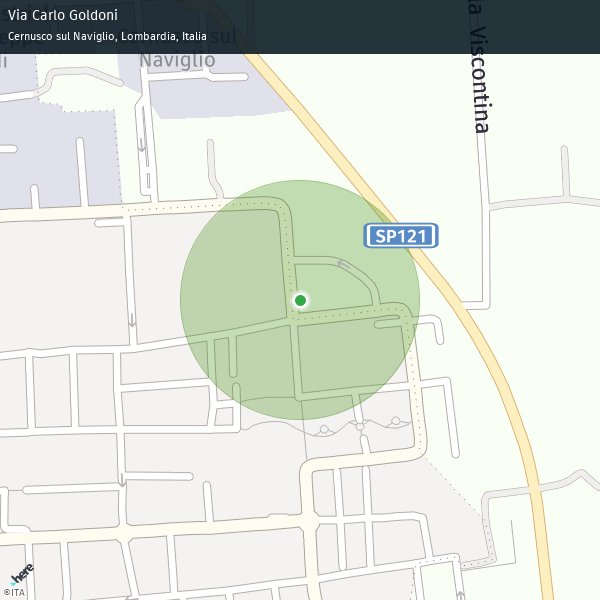 Via Carlo Goldoni
Cernusco sul Naviglio, Lombardia, Italia
Naviglio
Viscontina
SP121
here
©ITA